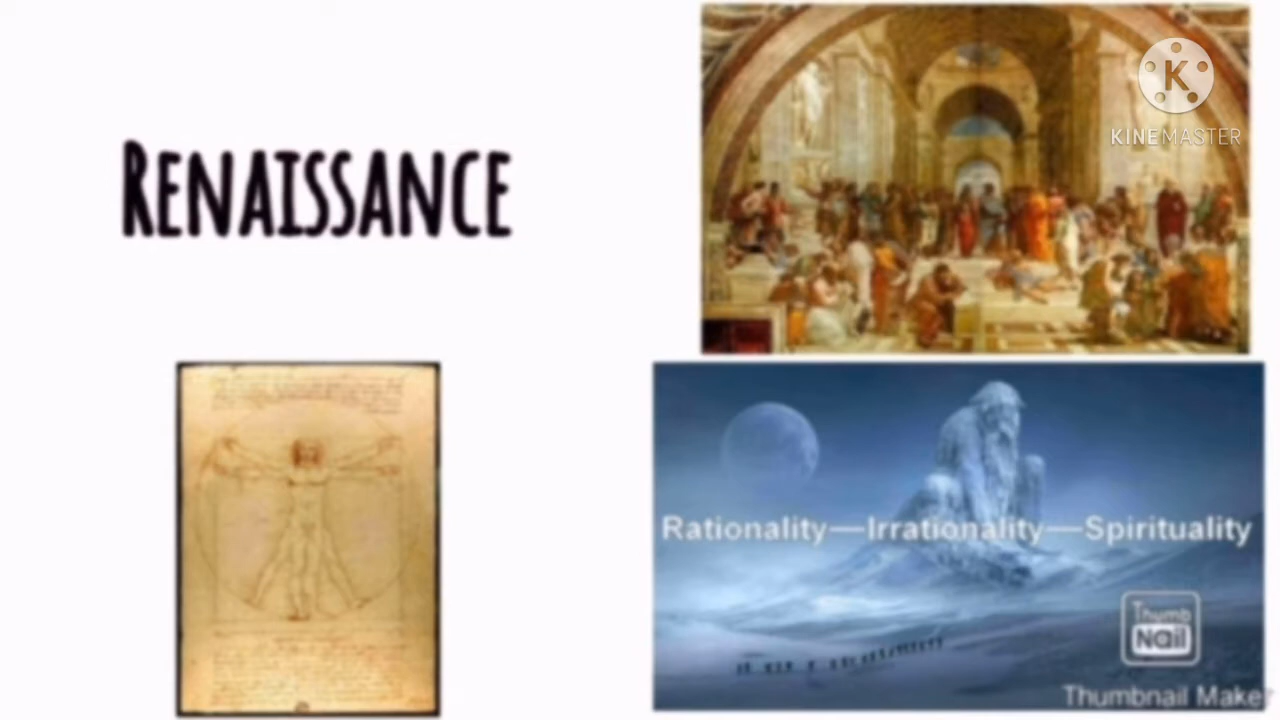 RENAISSANCE
KINEMASTER
Rationality—Irrationality—Spirituality
Thumb
Nail
Thumbnail Maker